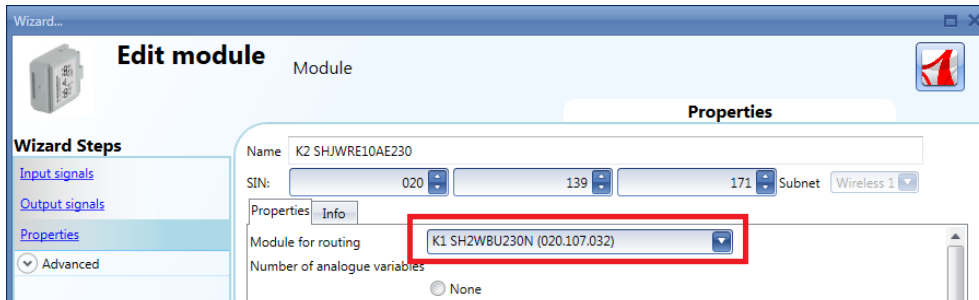 Wizard...
Edit module Module
Properties
Wizard Steps
Name K2 SHJWRE10AE230
Input signals
SIN: 020 139 171 Subnet Wireless 1
Output signals
Properties Info
Properties
Module for routing K1 SH2WBU230N (020.107.032)
Advanced
Number of analogue variables
None